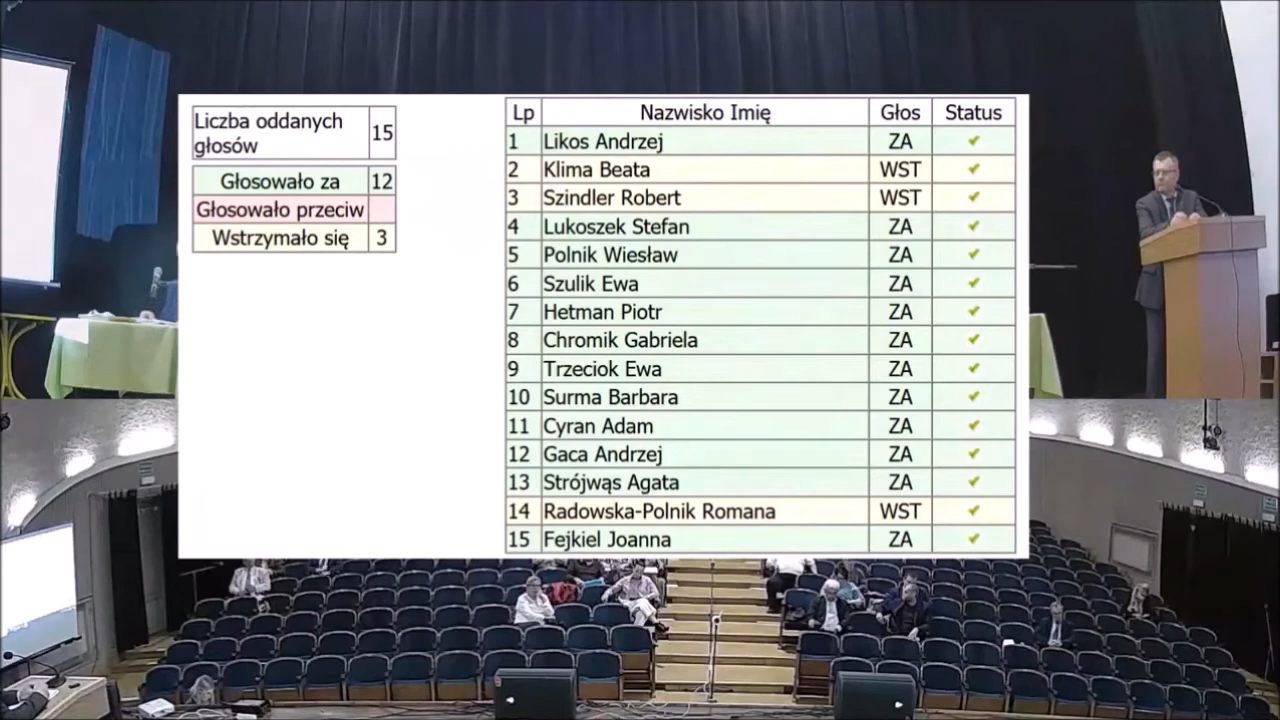 Liczba oddanych
głosów 15
Głosowało za 12
Głosowało przeciw
Wstrzymało się 3
Lp Nazwisko Imię Głos Status
1 Likos Andrzej ZA
2 Klima Beata WST
3 Szindler Robert WST
4 Lukoszek Stefan ZA
5 Polnik Wiesław ZA
6 Szulik Ewa ZA
7 Hetman Piotr ZA
8 Chromik Gabriela ZA
9 Trzeciok Ewa ZA
10 Surma Barbara ZA
11 Cyran Adam ZA
12 Gaca Andrzej ZA
13 Strójwąs Agata ZA
14 Radowska-Polnik Romana WST
15 Fejkiel Joanna ZA